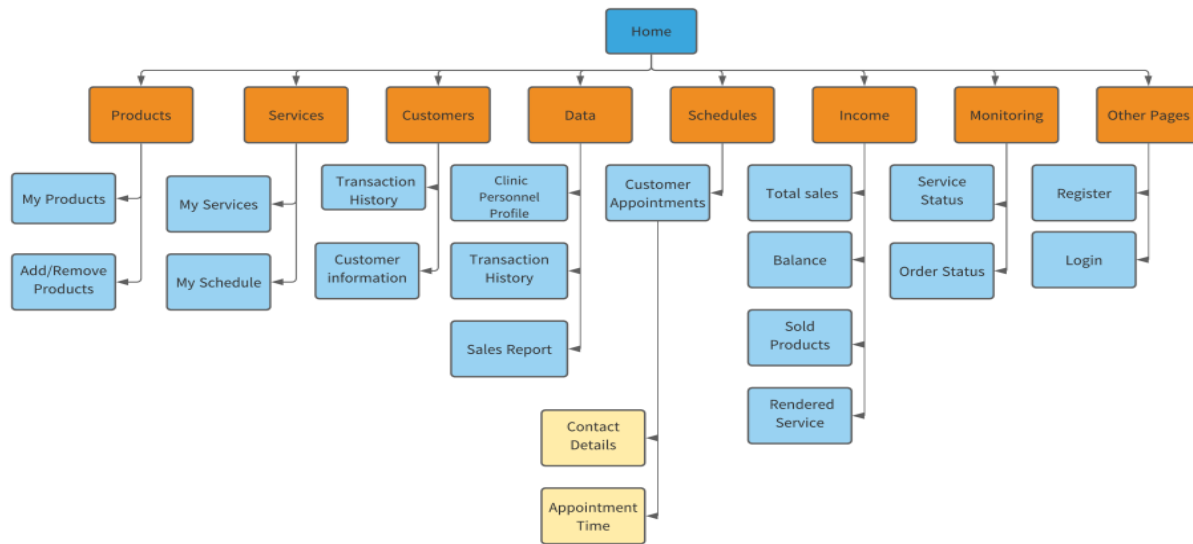 Home
Products
Services
Customers
Data
Schedules
Income
Monitoring
Other Pages
My Products
Add/Remove
Products
My Services
My Schedule
Transaction
History
Customer
information
Clinic
Personnel
Profile
Transaction
History
Sales Report
Customer
Appointments
Contact
Details
Appointment
Time
Total sales
Balance
Sold
Products
Rendered
Service
Service
Status
Order Status
Register
Login